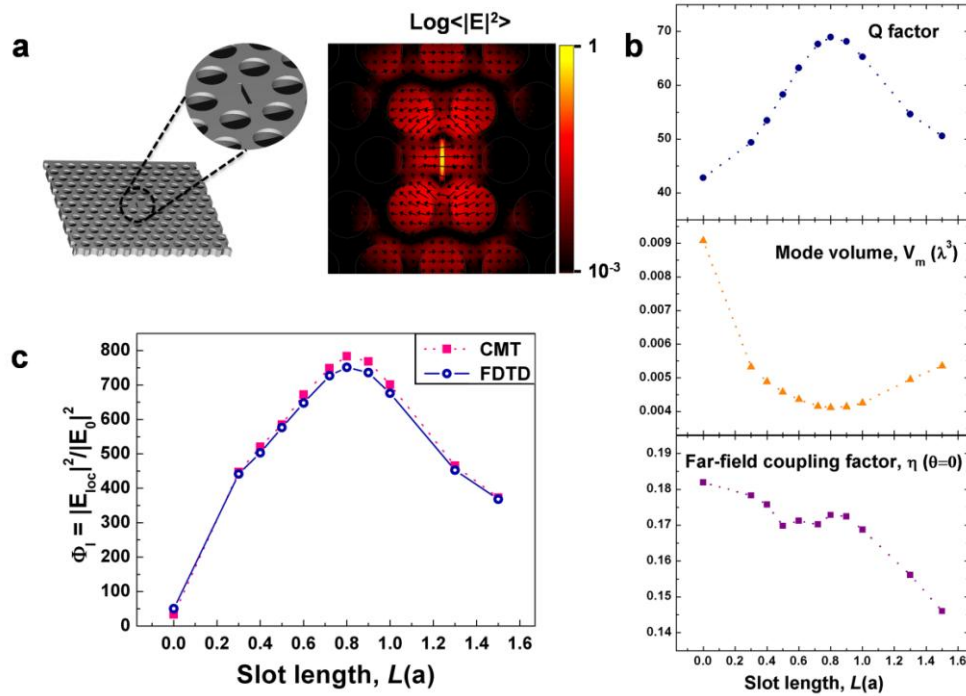 a
Log<|E|²>
1
10⁻³
b
Q factor
70
60
50
40
Mode volume, Vₘ (λ³)
0.009
0.006
0.005
0.004
Far-field coupling factor, η (θ=0)
0.19
0.18
0.17
0.16
0.15
0.14
0.0 0.2 0.4 0.6 0.8 1.0 1.2 1.4 1.6
Slot length, L(a)
c
CMT
FDTD
Φₗ = |Eₗₒc|²/|E₀|²
800
700
600
500
400
300
200
100
0
0.0 0.2 0.4 0.6 0.8 1.0 1.2 1.4 1.6
Slot length, L(a)